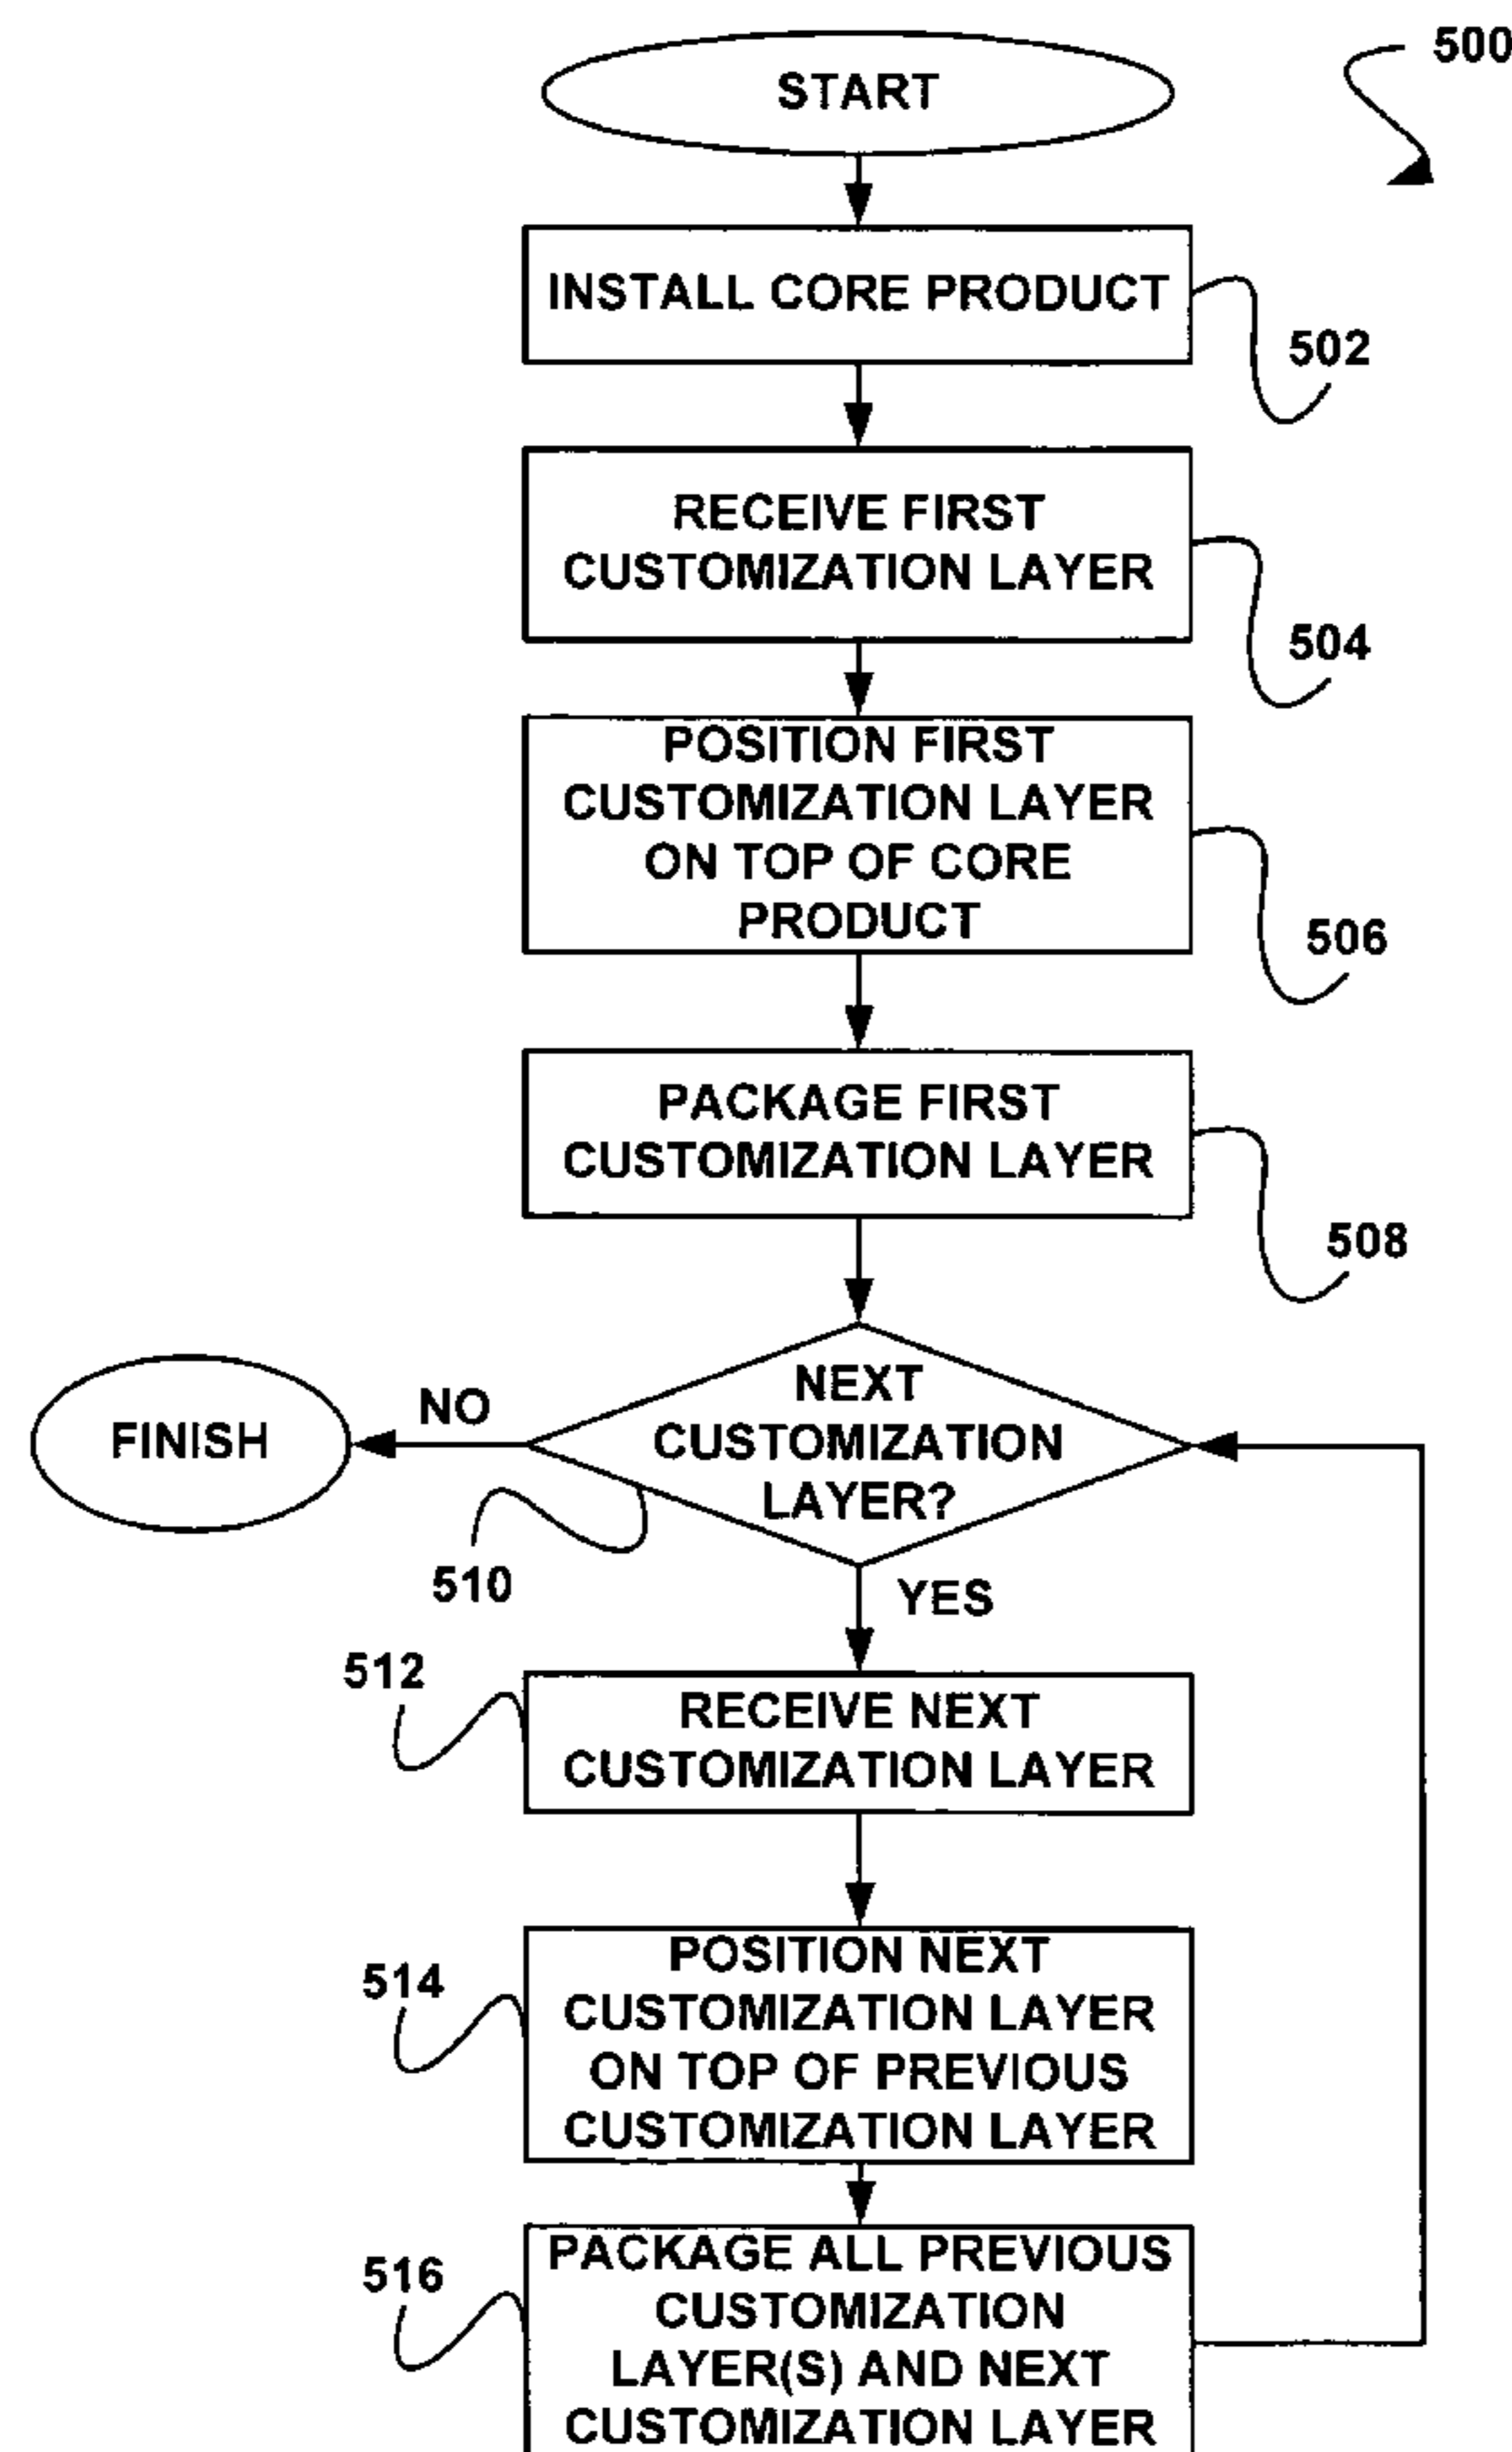 500
START
INSTALL CORE PRODUCT
502
RECEIVE FIRST
CUSTOMIZATION LAYER
504
POSITION FIRST
CUSTOMIZATION LAYER
ON TOP OF CORE
PRODUCT
506
PACKAGE FIRST
CUSTOMIZATION LAYER
508
NEXT
CUSTOMIZATION
LAYER?
NO
FINISH
510
YES
512
RECEIVE NEXT
CUSTOMIZATION LAYER
514
POSITION NEXT
CUSTOMIZATION LAYER
ON TOP OF PREVIOUS
CUSTOMIZATION LAYER
516
PACKAGE ALL PREVIOUS
CUSTOMIZATION
LAYER(S) AND NEXT
CUSTOMIZATION LAYER